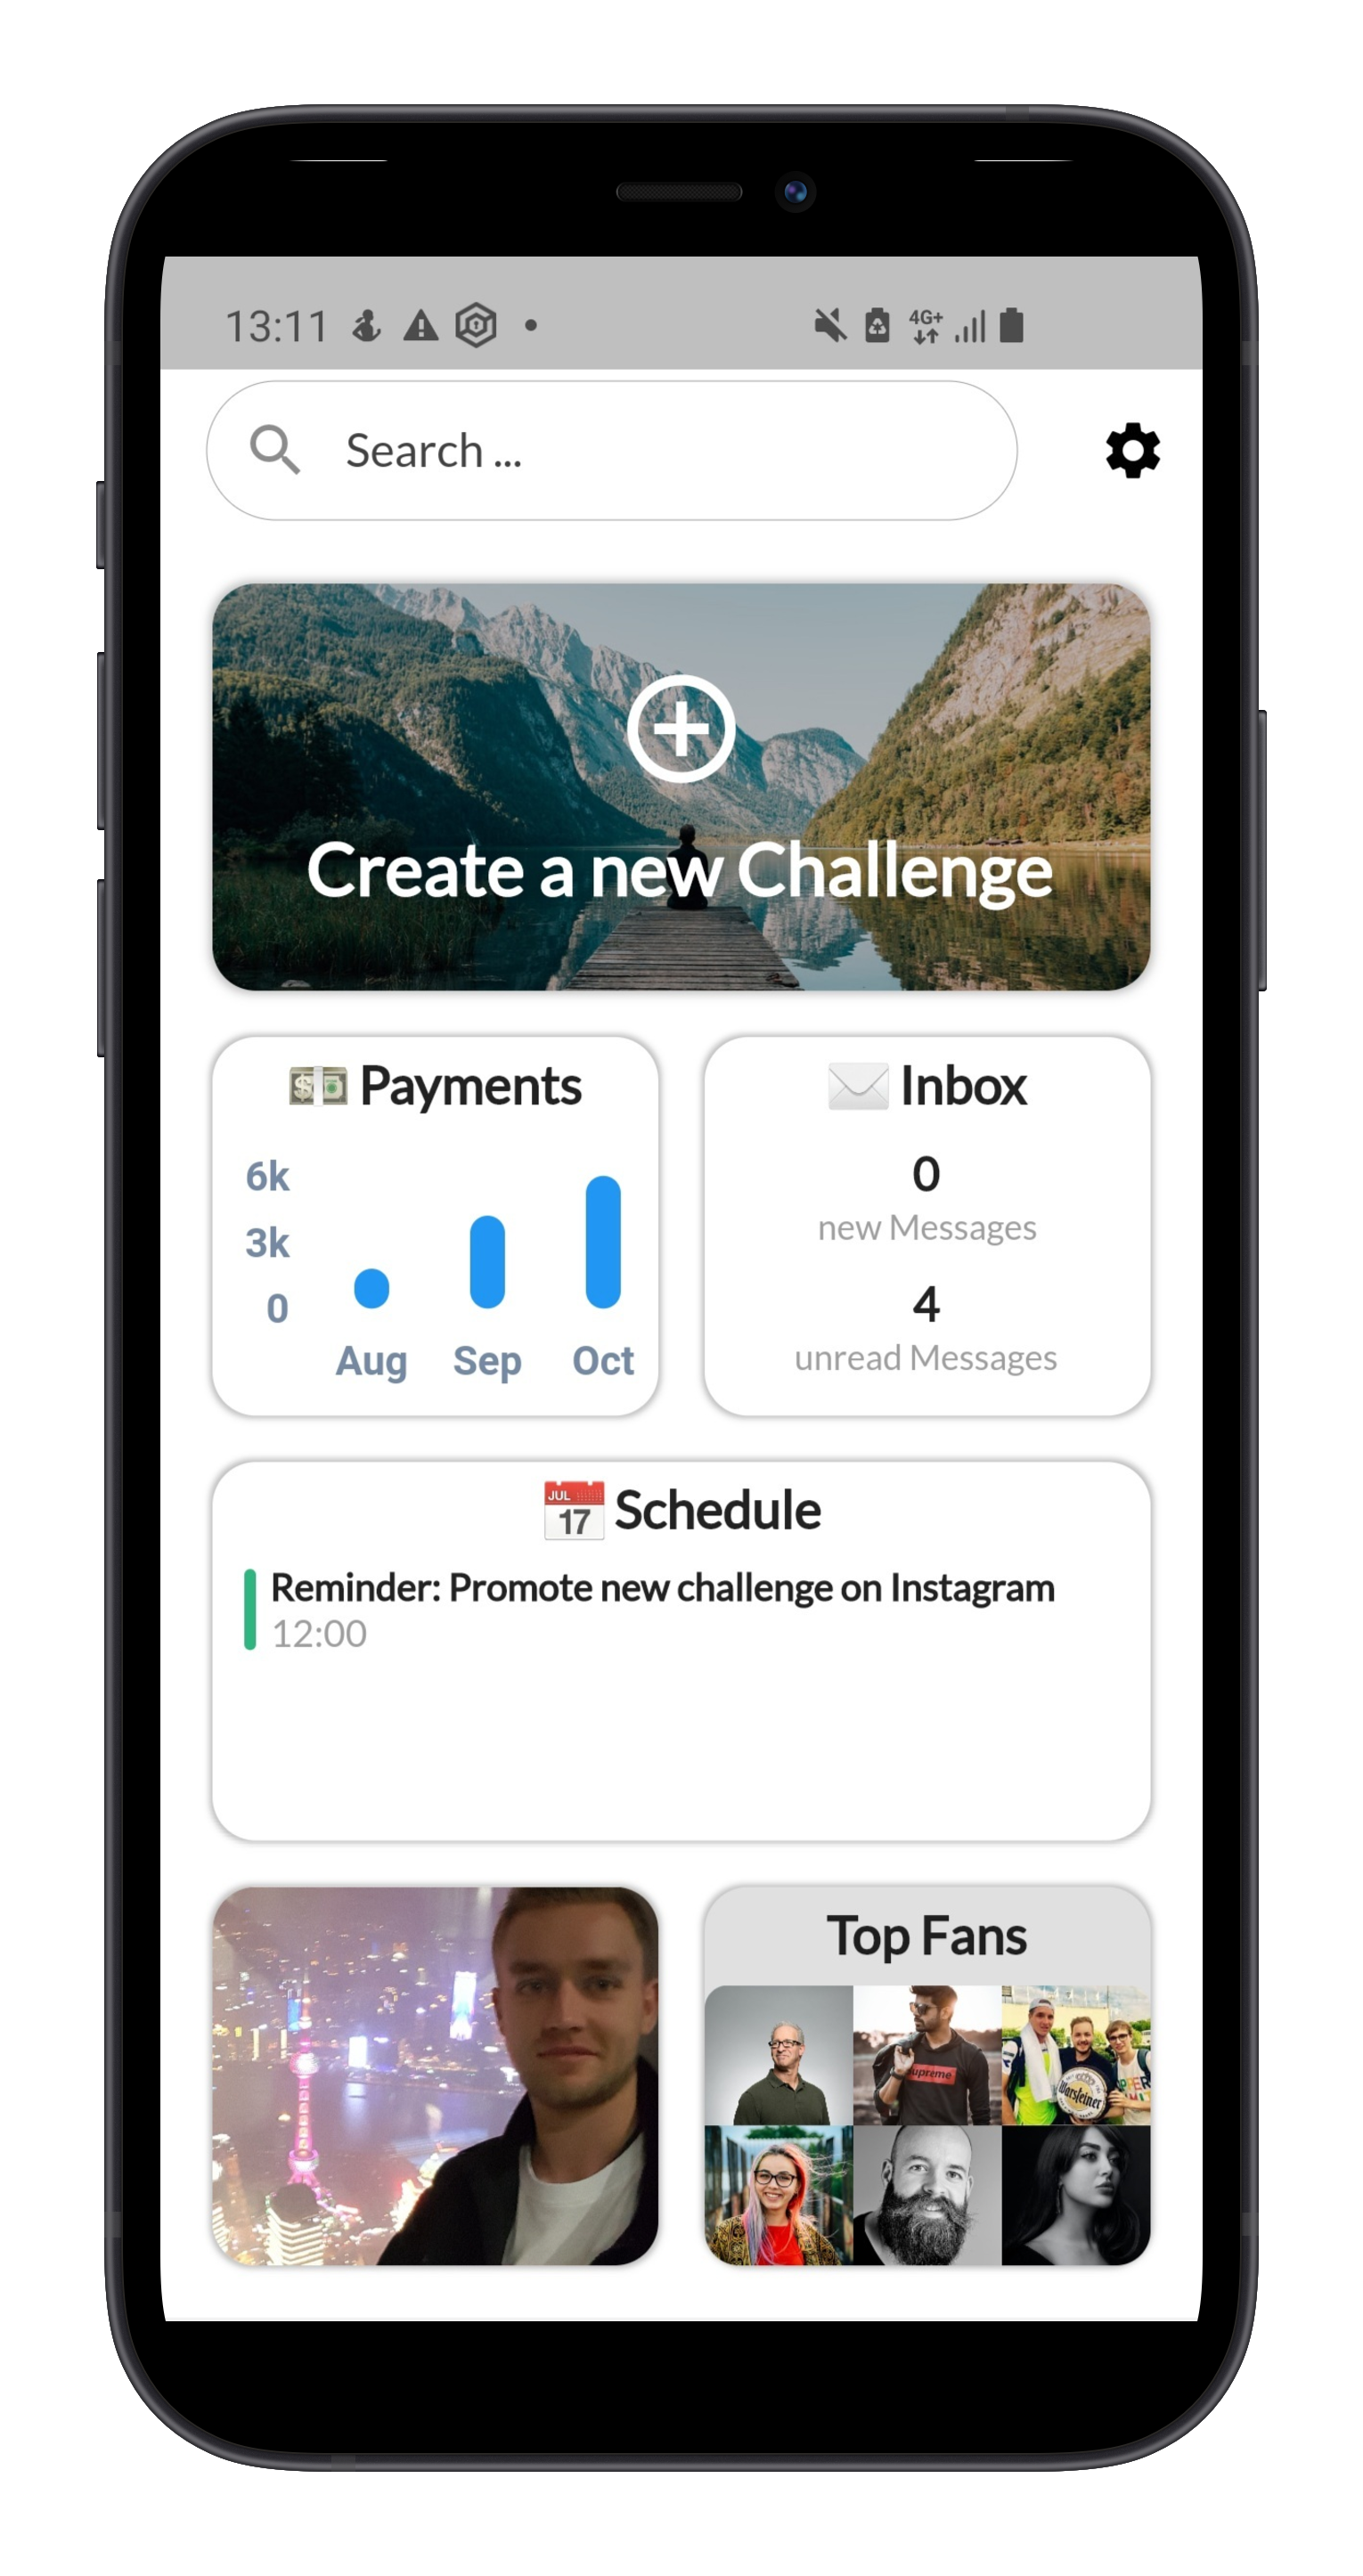 13:11
4G+
Search ...
Create a new Challenge
Payments
6k
3k
0
Aug Sep Oct
Inbox
0
new Messages
4
unread Messages
JUL
17
Schedule
Reminder: Promote new challenge on Instagram
12:00
Top Fans
upreme
Warsteiner